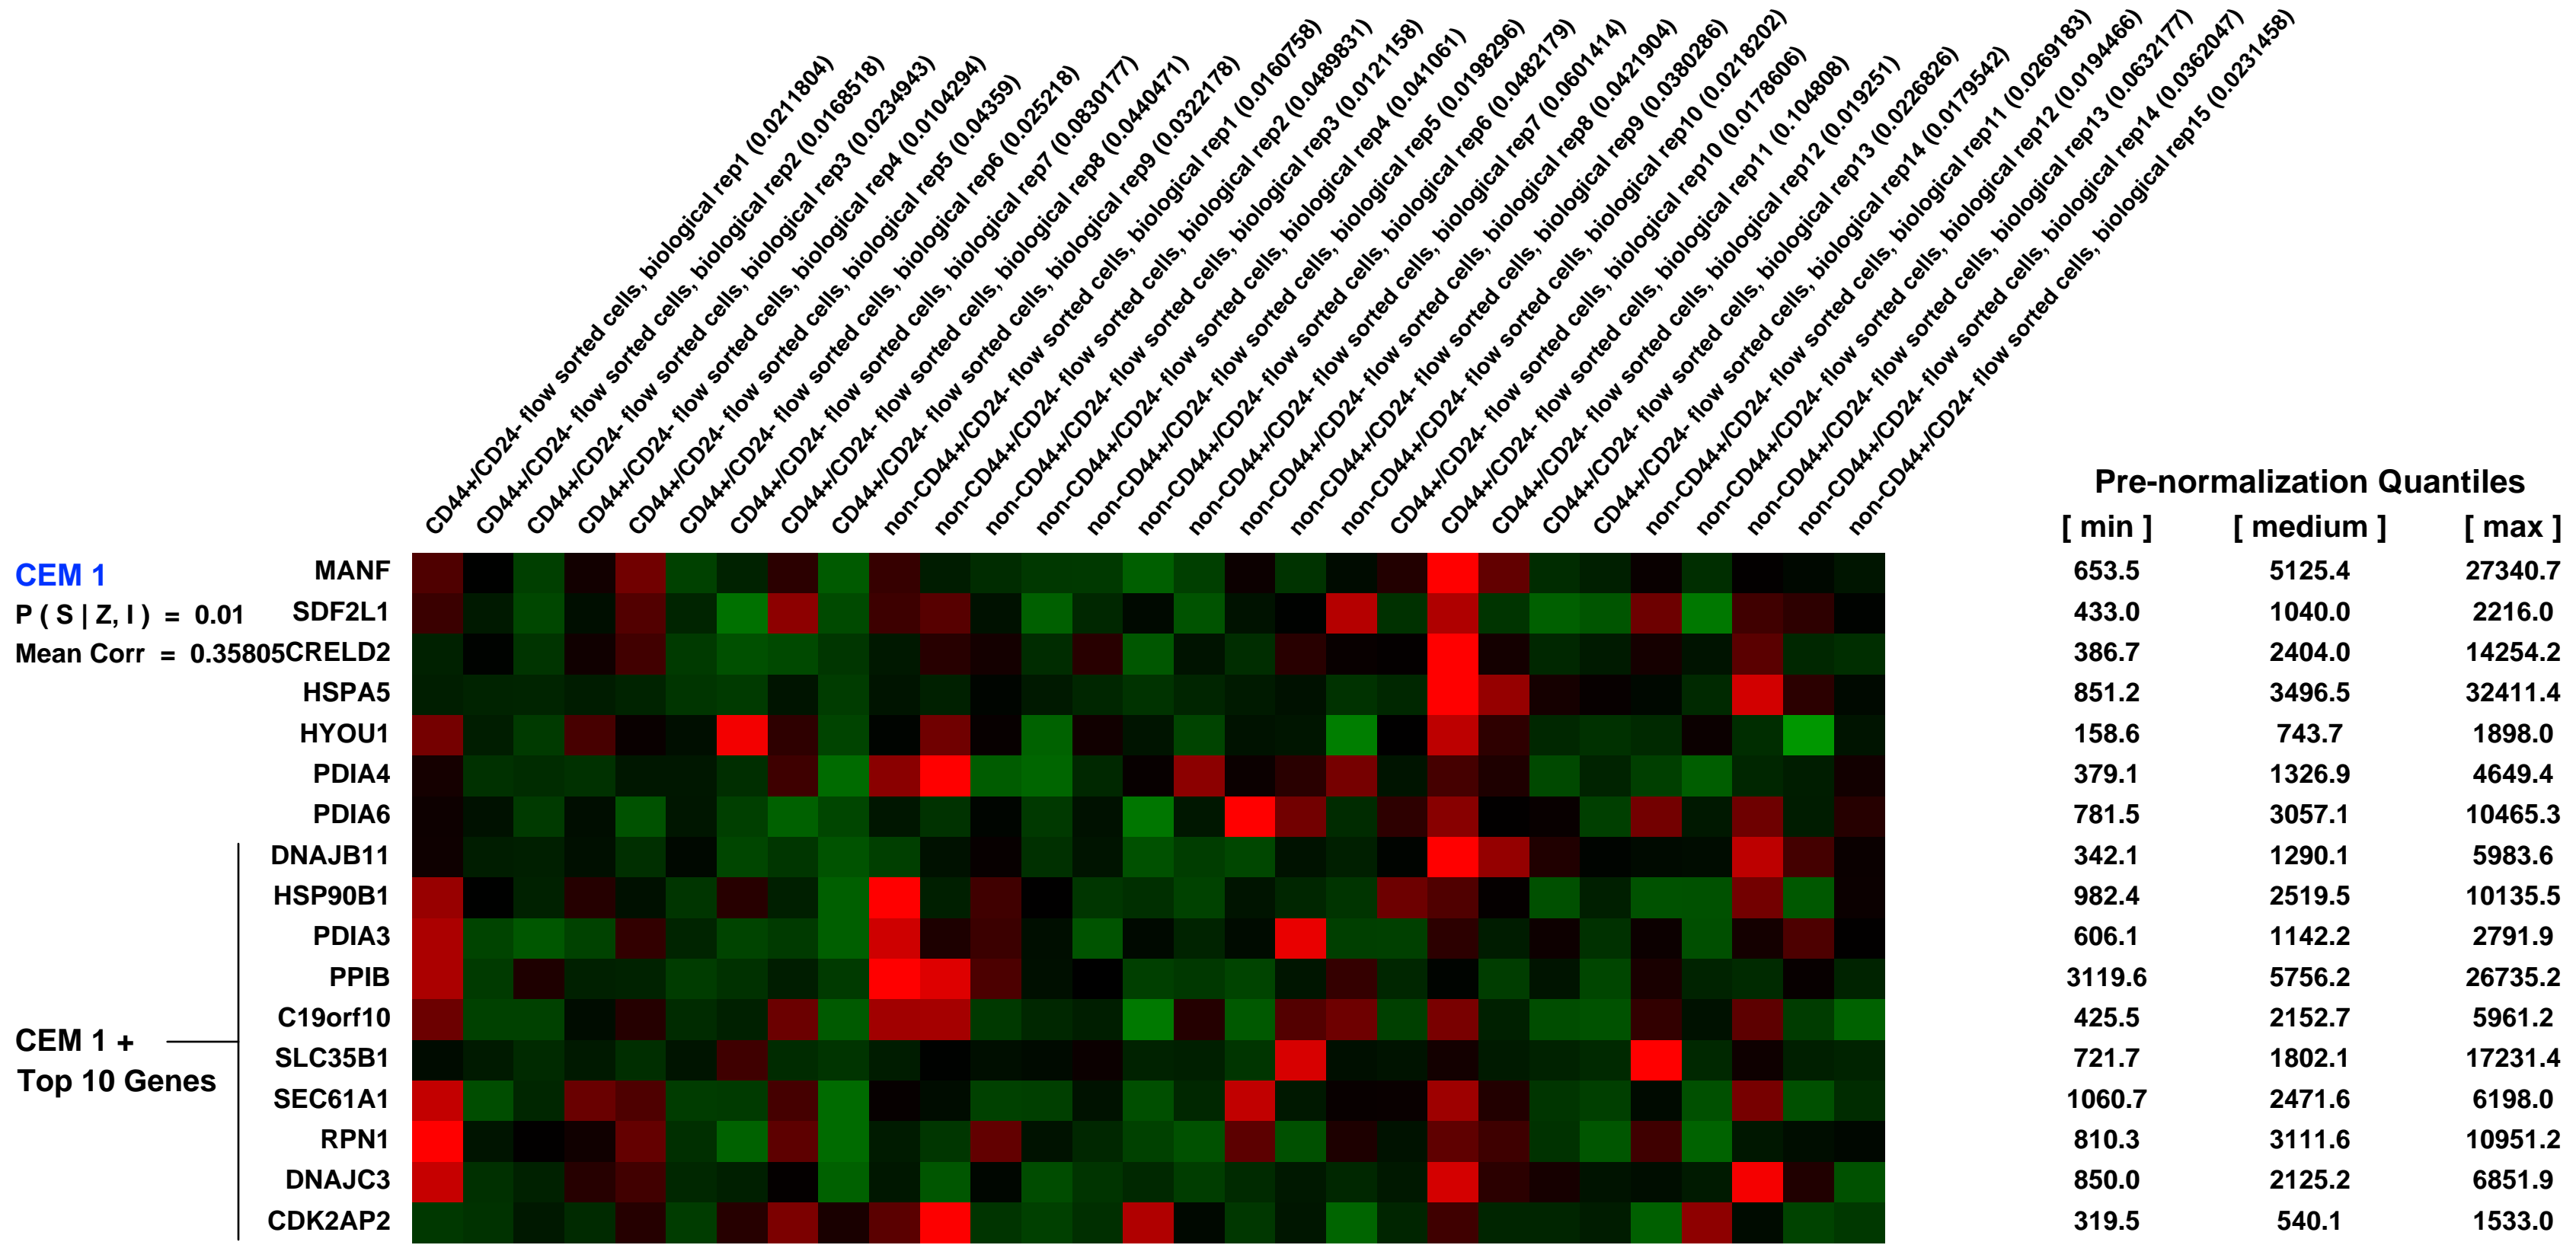 CD44+/CD24- flow sorted cells, biological rep1 (0.0211804)
CD44+/CD24- flow sorted cells, biological rep2 (0.0168518)
CD44+/CD24- flow sorted cells, biological rep3 (0.0234943)
CD44+/CD24- flow sorted cells, biological rep4 (0.0104294)
CD44+/CD24- flow sorted cells, biological rep5 (0.04359)
CD44+/CD24- flow sorted cells, biological rep6 (0.025218)
CD44+/CD24- flow sorted cells, biological rep7 (0.0830177)
CD44+/CD24- flow sorted cells, biological rep8 (0.0440471)
CD44+/CD24- flow sorted cells, biological rep9 (0.0322178)
non-CD44+/CD24- flow sorted cells, biological rep1 (0.0160758)
non-CD44+/CD24- flow sorted cells, biological rep2 (0.0489831)
non-CD44+/CD24- flow sorted cells, biological rep3 (0.0121158)
non-CD44+/CD24- flow sorted cells, biological rep4 (0.041061)
non-CD44+/CD24- flow sorted cells, biological rep5 (0.0198296)
non-CD44+/CD24- flow sorted cells, biological rep6 (0.0482179)
non-CD44+/CD24- flow sorted cells, biological rep7 (0.0601414)
non-CD44+/CD24- flow sorted cells, biological rep8 (0.0421904)
non-CD44+/CD24- flow sorted cells, biological rep9 (0.0380286)
non-CD44+/CD24- flow sorted cells, biological rep10 (0.0218202)
CD44+/CD24- flow sorted cells, biological rep10 (0.0178606)
CD44+/CD24- flow sorted cells, biological rep11 (0.104808)
CD44+/CD24- flow sorted cells, biological rep12 (0.019251)
CD44+/CD24- flow sorted cells, biological rep13 (0.0226826)
CD44+/CD24- flow sorted cells, biological rep14 (0.0179542)
non-CD44+/CD24- flow sorted cells, biological rep11 (0.0269183)
non-CD44+/CD24- flow sorted cells, biological rep12 (0.0194466)
non-CD44+/CD24- flow sorted cells, biological rep13 (0.0632177)
non-CD44+/CD24- flow sorted cells, biological rep14 (0.0362047)
non-CD44+/CD24- flow sorted cells, biological rep15 (0.0231458)
Pre-normalization Quantiles
[ min ] [ medium ] [ max ]
CEM 1 MANF 653.5 5125.4 27340.7
P ( S | Z, I ) = 0.01 SDF2L1 433.0 1040.0 2216.0
Mean Corr = 0.35805 CRELD2 386.7 2404.0 14254.2
HSPA5 851.2 3496.5 32411.4
HYOU1 158.6 743.7 1898.0
PDIA4 379.1 1326.9 4649.4
PDIA6 781.5 3057.1 10465.3
DNAJB11 342.1 1290.1 5983.6
HSP90B1 982.4 2519.5 10135.5
PDIA3 606.1 1142.2 2791.9
PPIB 3119.6 5756.2 26735.2
C19orf10 425.5 2152.7 5961.2
CEM 1 +
SLC35B1 721.7 1802.1 17231.4
Top 10 Genes
SEC61A1 1060.7 2471.6 6198.0
RPN1 810.3 3111.6 10951.2
DNAJC3 850.0 2125.2 6851.9
CDK2AP2 319.5 540.1 1533.0